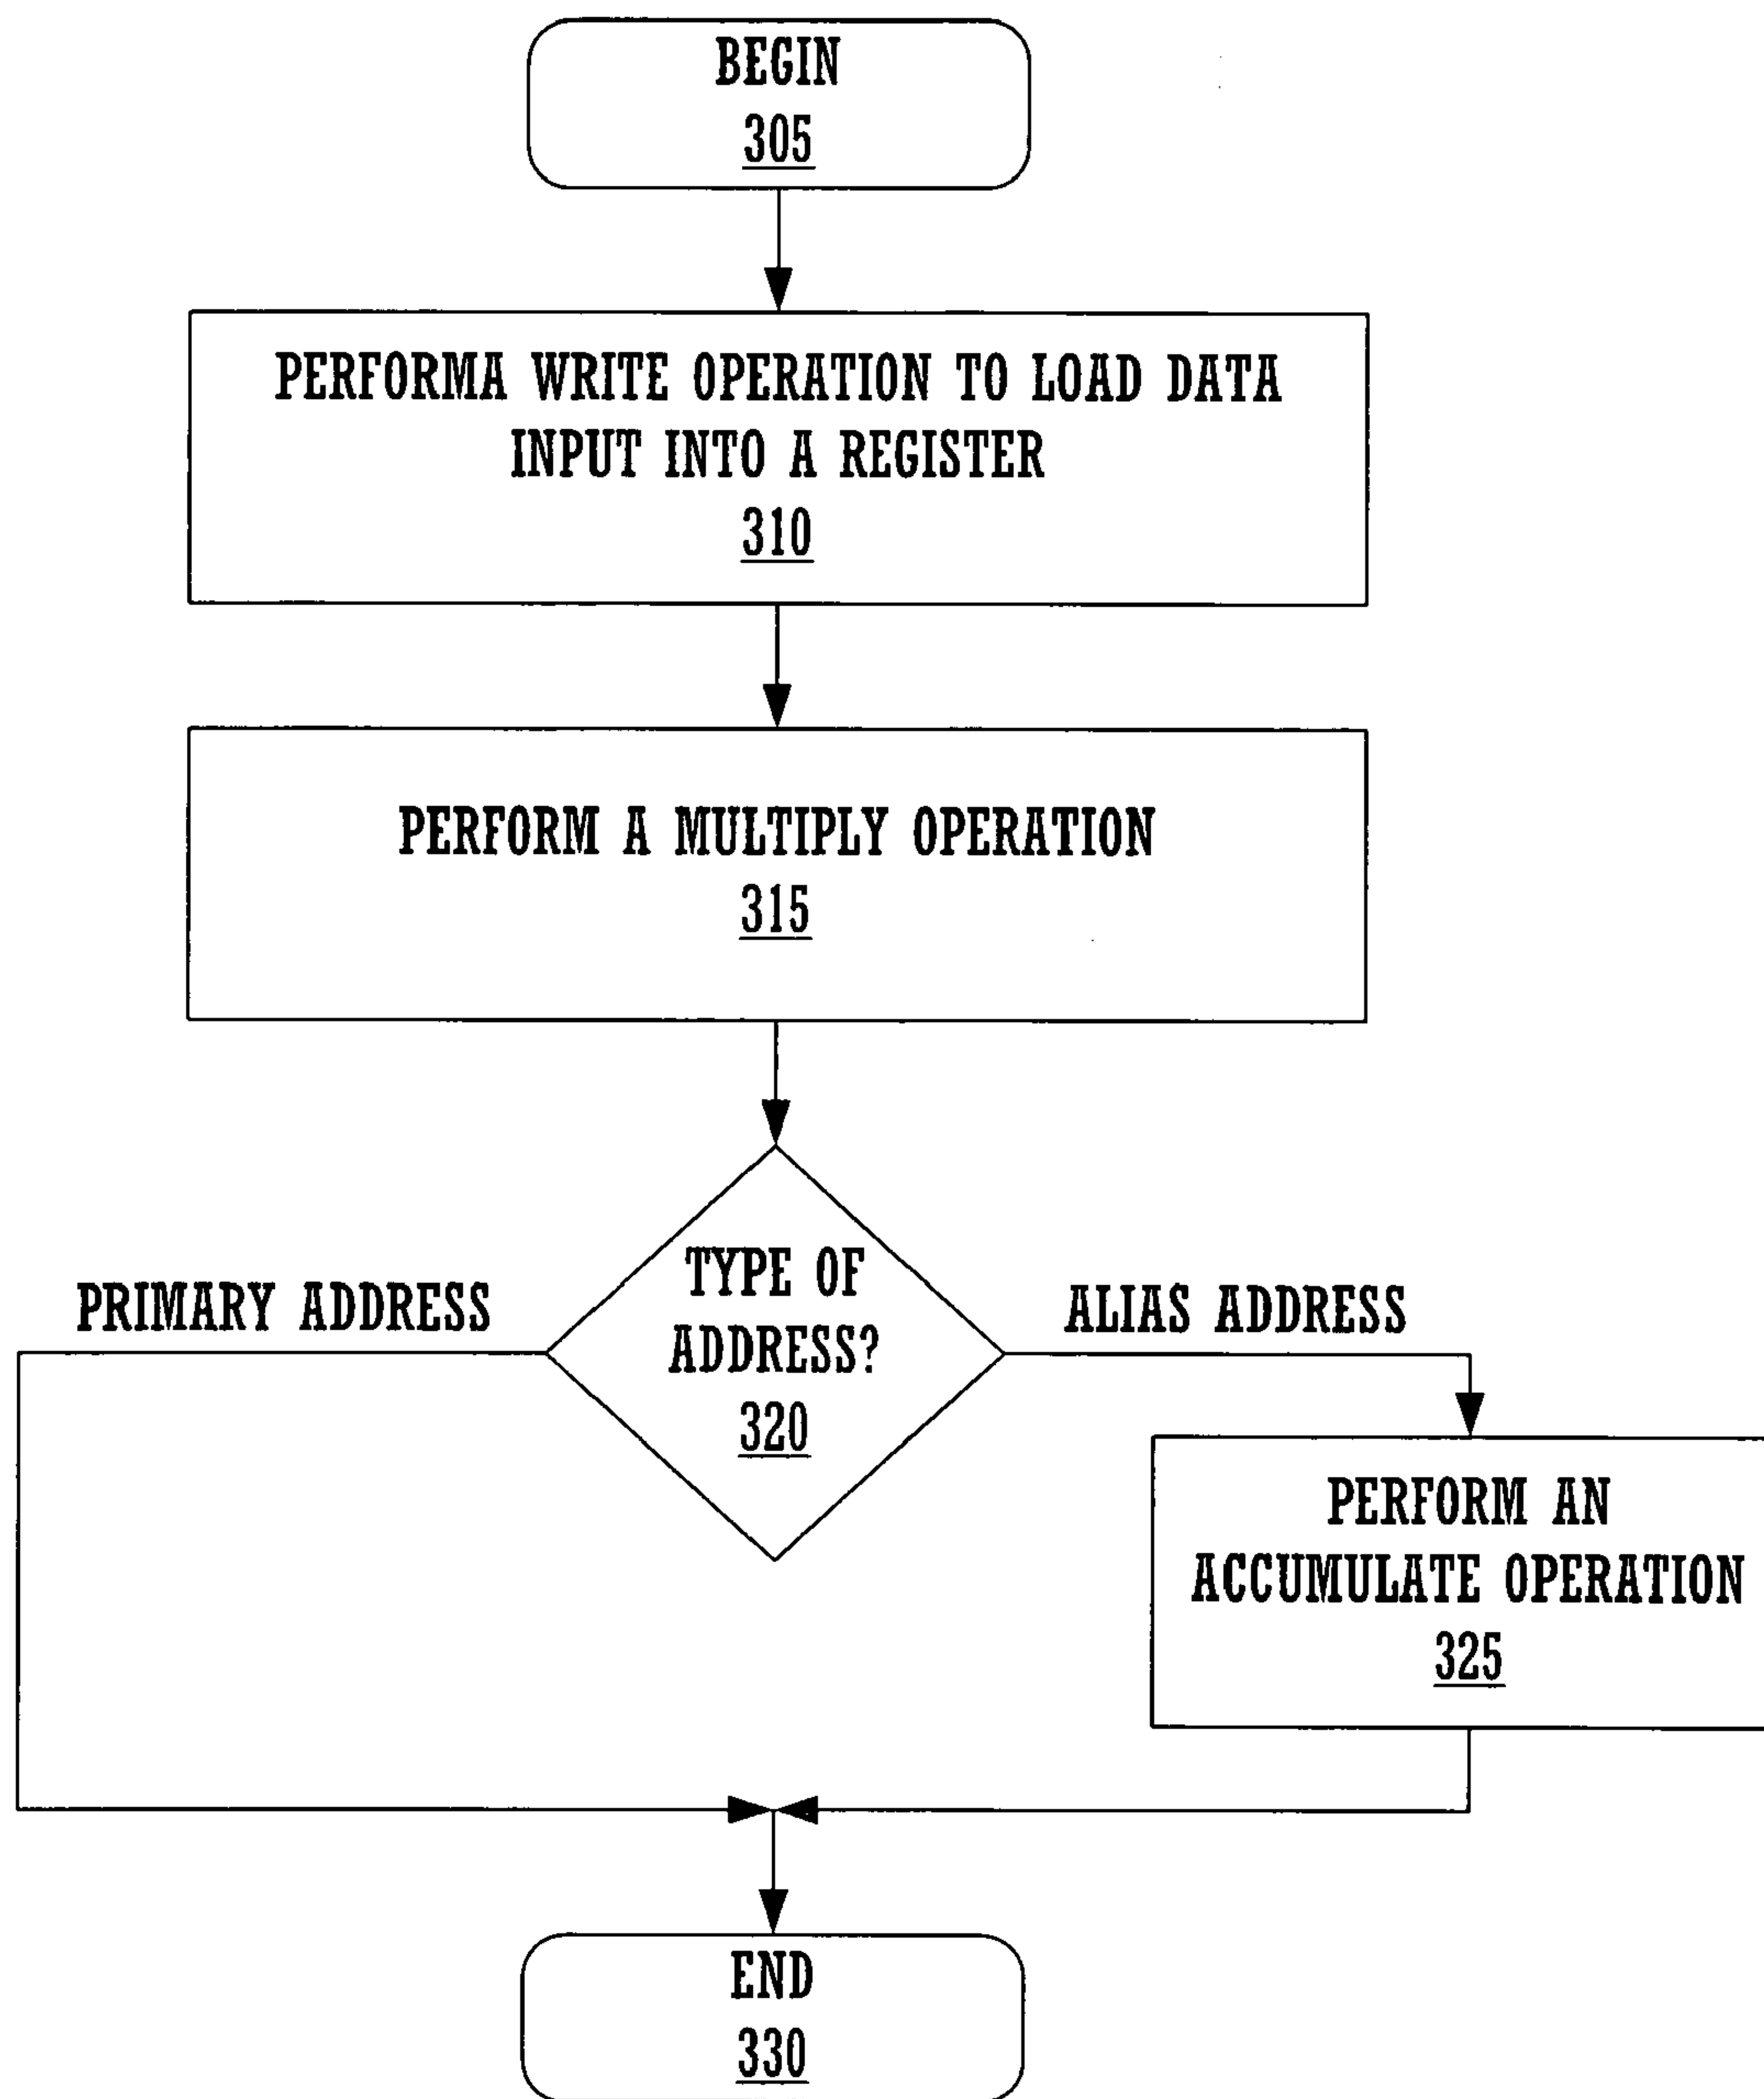 BEGIN
305
PERFORMA WRITE OPERATION TO LOAD DATA
INPUT INTO A REGISTER
310
PERFORM A MULTIPLY OPERATION
315
TYPE OF
ADDRESS?
320
PRIMARY ADDRESS
ALIAS ADDRESS
PERFORM AN
ACCUMULATE OPERATION
325
END
330